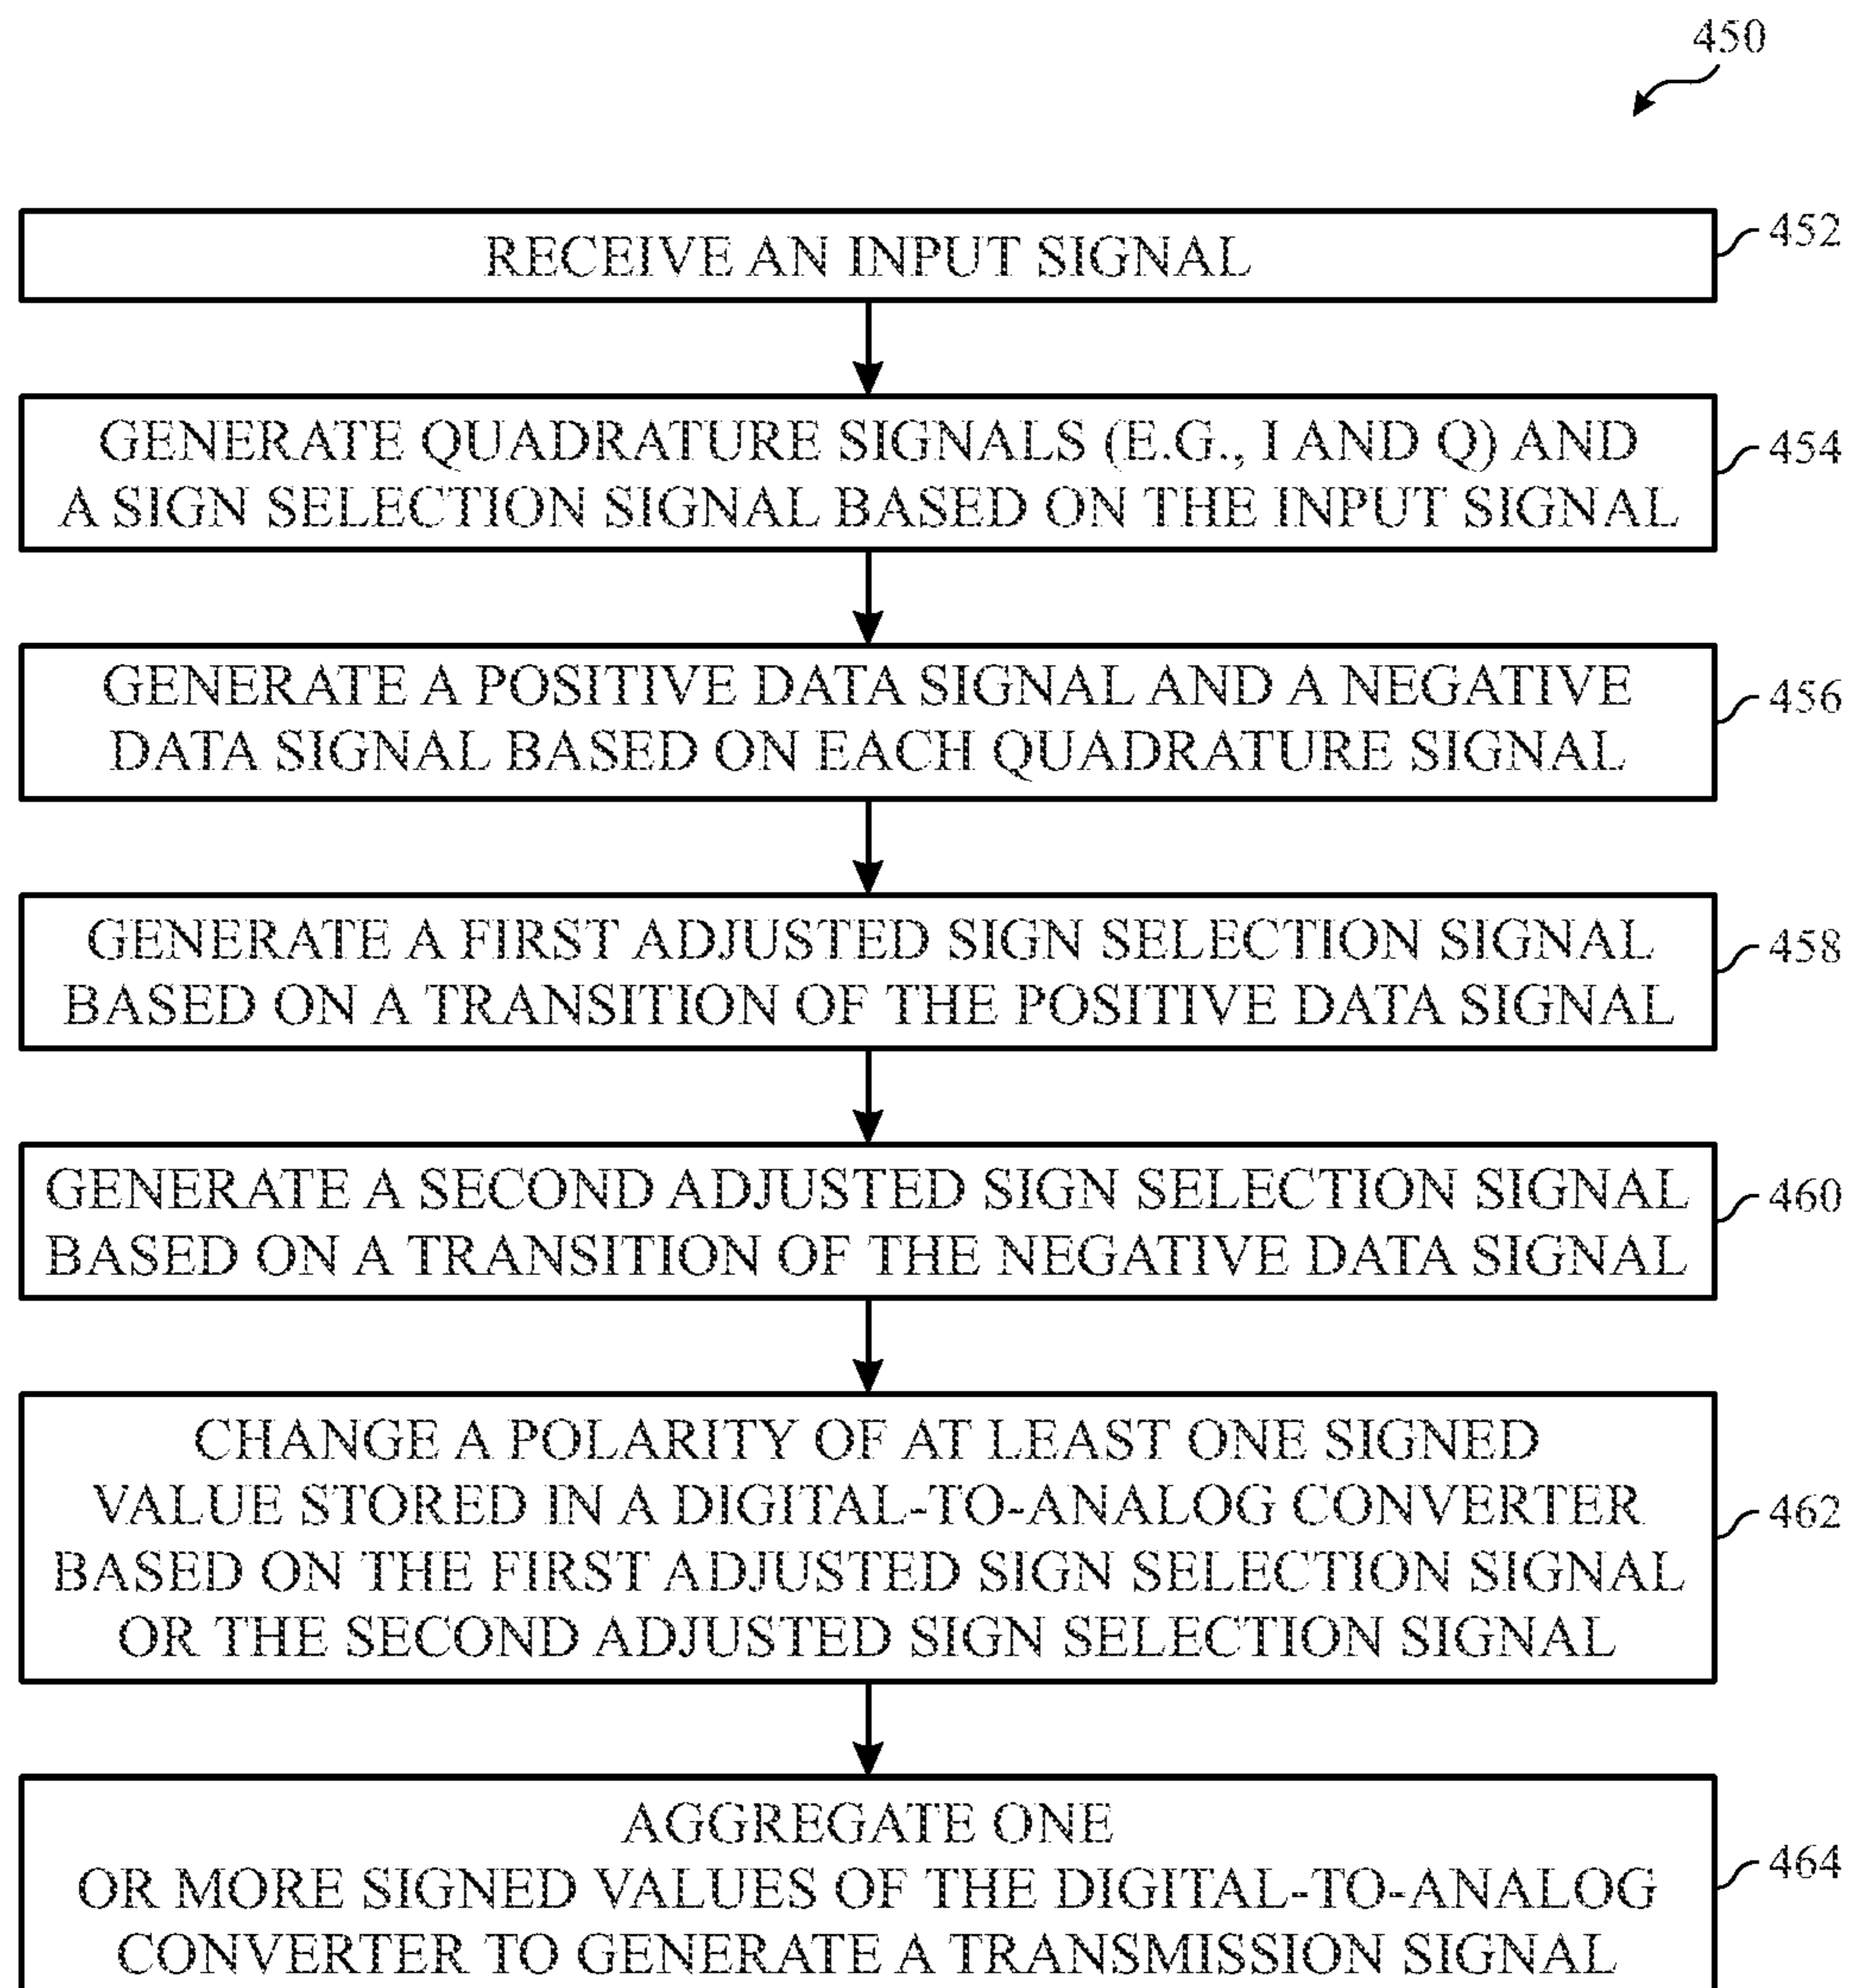 450
RECEIVE AN INPUT SIGNAL
452
GENERATE QUADRATURE SIGNALS (E.G., I AND Q) AND
A SIGN SELECTION SIGNAL BASED ON THE INPUT SIGNAL
454
GENERATE A POSITIVE DATA SIGNAL AND A NEGATIVE
DATA SIGNAL BASED ON EACH QUADRATURE SIGNAL
456
GENERATE A FIRST ADJUSTED SIGN SELECTION SIGNAL
BASED ON A TRANSITION OF THE POSITIVE DATA SIGNAL
458
GENERATE A SECOND ADJUSTED SIGN SELECTION SIGNAL
BASED ON A TRANSITION OF THE NEGATIVE DATA SIGNAL
460
CHANGE A POLARITY OF AT LEAST ONE SIGNED
VALUE STORED IN A DIGITAL-TO-ANALOG CONVERTER
BASED ON THE FIRST ADJUSTED SIGN SELECTION SIGNAL
OR THE SECOND ADJUSTED SIGN SELECTION SIGNAL
462
AGGREGATE ONE
OR MORE SIGNED VALUES OF THE DIGITAL-TO-ANALOG
CONVERTER TO GENERATE A TRANSMISSION SIGNAL
464